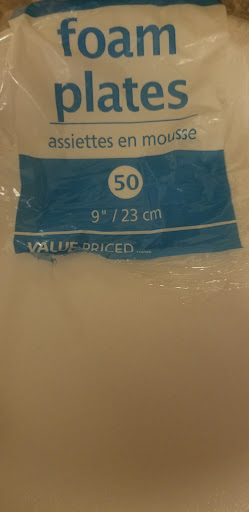 foam
plates
assiettes en mousse
50
9" / 23 cm
VALUE PRICED